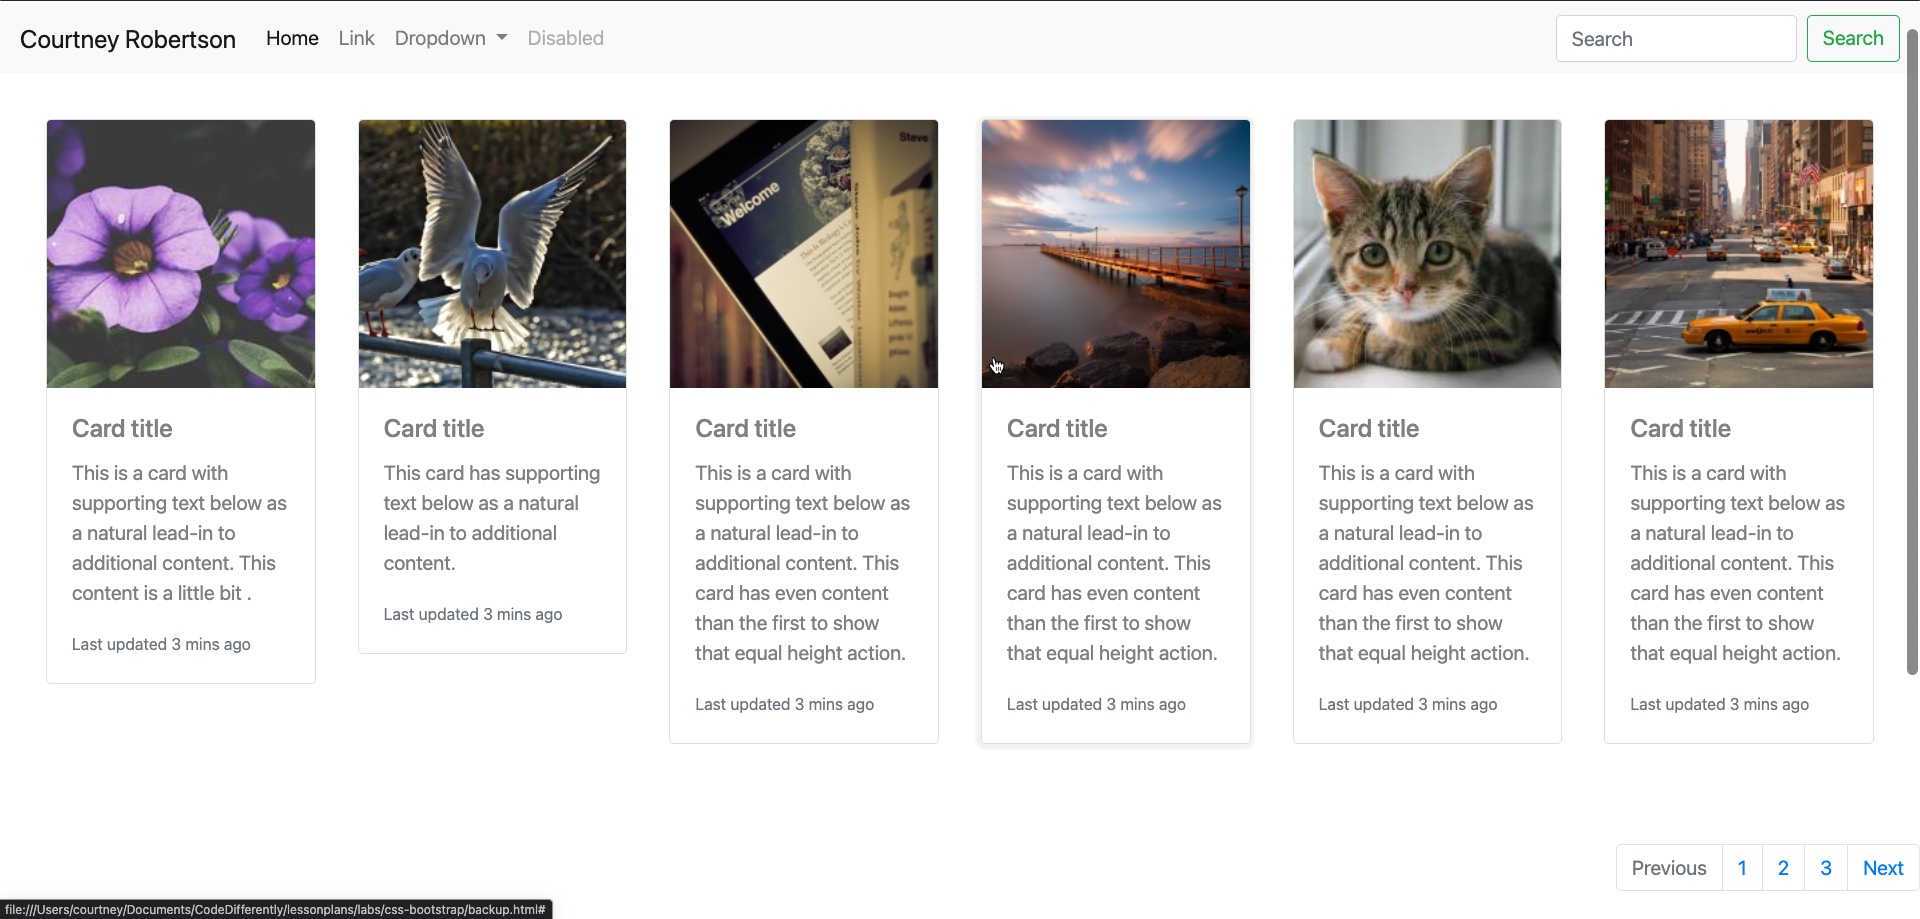 Courtney Robertson Home Link Dropdown Disabled Search Search
Steve
Welcome
Card title
This is a card with
supporting text below as
a natural lead-in to
additional content. This
content is a little bit .
Last updated 3 mins ago
Card title
This card has supporting
text below as a natural
lead-in to additional
content.
Last updated 3 mins ago
Card title
This is a card with
supporting text below as
a natural lead-in to
additional content. This
card has even content
than the first to show
that equal height action.
Last updated 3 mins ago
Card title
This is a card with
supporting text below as
a natural lead-in to
additional content. This
card has even content
than the first to show
that equal height action.
Last updated 3 mins ago
Card title
This is a card with
supporting text below as
a natural lead-in to
additional content. This
card has even content
than the first to show
that equal height action.
Last updated 3 mins ago
Card title
This is a card with
supporting text below as
a natural lead-in to
additional content. This
card has even content
than the first to show
that equal height action.
Last updated 3 mins ago
Previous 1 2 3 Next
file:///Users/courtney/Documents/CodeDifferently/lessonplans/labs/css-bootstrap/backup.html#